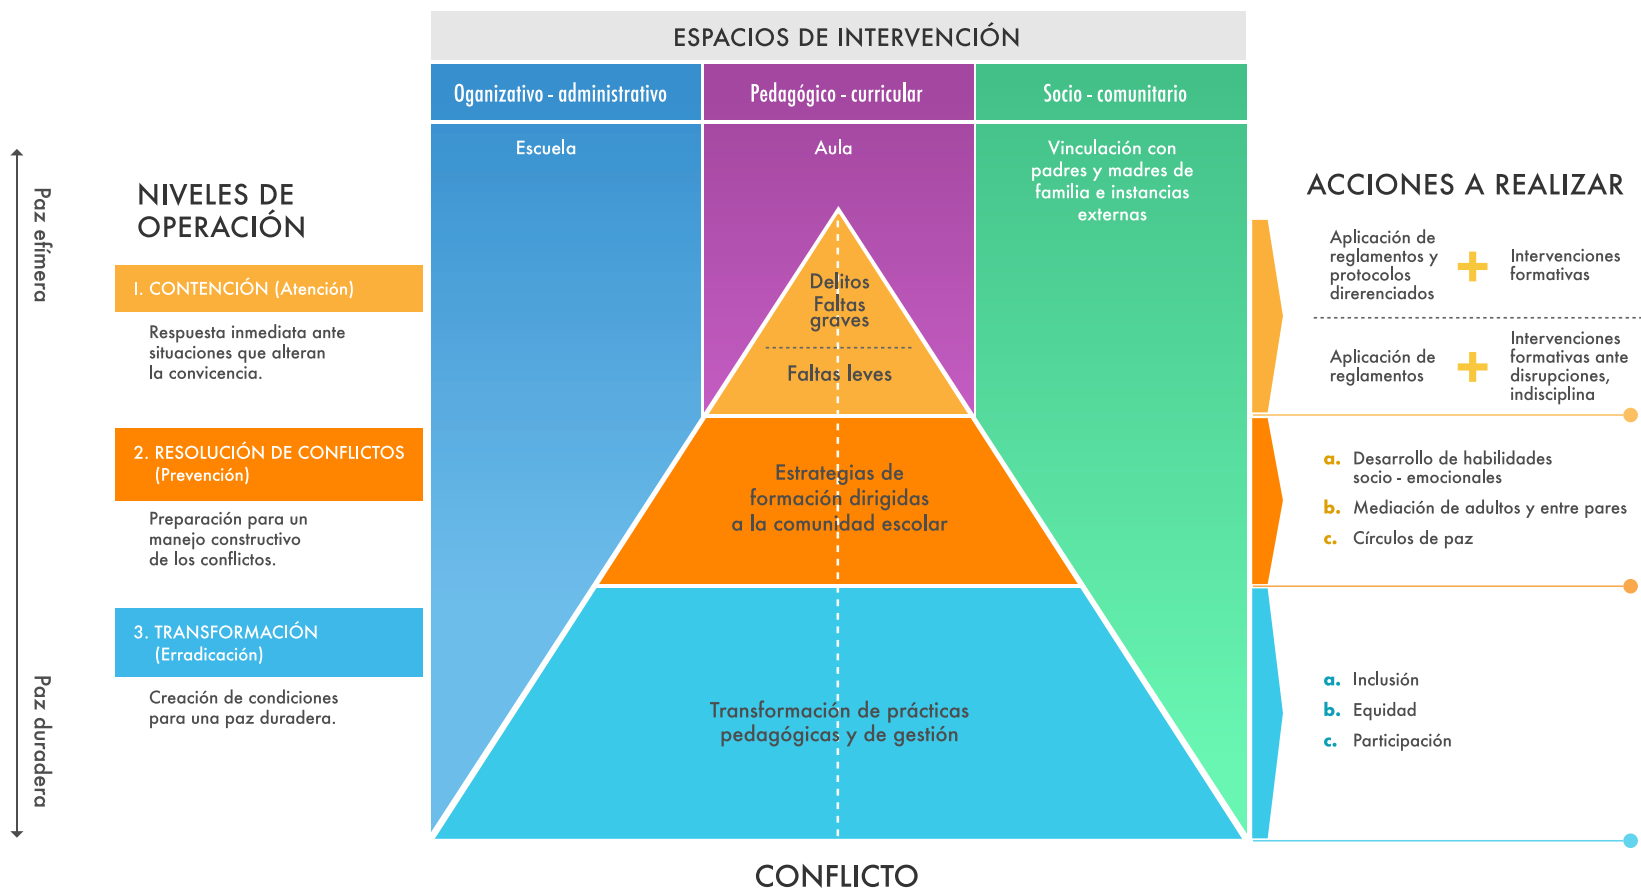 ESPACIOS DE INTERVENCIÓN
Oganizativo - administrativo
Pedagógico - curricular
Socio - comunitario
Escuela
Aula
Vinculación con
padres y madres de
familia e instancias
externas
Paz efímera
Paz duradera
NIVELES DE
OPERACIÓN
I. CONTENCIÓN (Atención)
Respuesta inmediata ante
situaciones que alteran
la convicencia.
2. RESOLUCIÓN DE CONFLICTOS
(Prevención)
Preparación para un
manejo constructivo
de los conflictos.
3. TRANSFORMACIÓN
(Erradicación)
Creación de condiciones
para una paz duradera.
Delitos
Faltas
graves
Faltas leves
Estrategias de
formación dirigidas
a la comunidad escolar
Transformación de prácticas
pedagógicas y de gestión
CONFLICTO
ACCIONES A REALIZAR
Aplicación de
reglamentos y
protocolos
direrenciados
+
Intervenciones
formativas
Aplicación de
reglamentos
+
Intervenciones
formativas ante
disrupciones,
indisciplina
a. Desarrollo de habilidades
socio - emocionales
b. Mediación de adultos y entre pares
c. Círculos de paz
a. Inclusión
b. Equidad
c. Participación